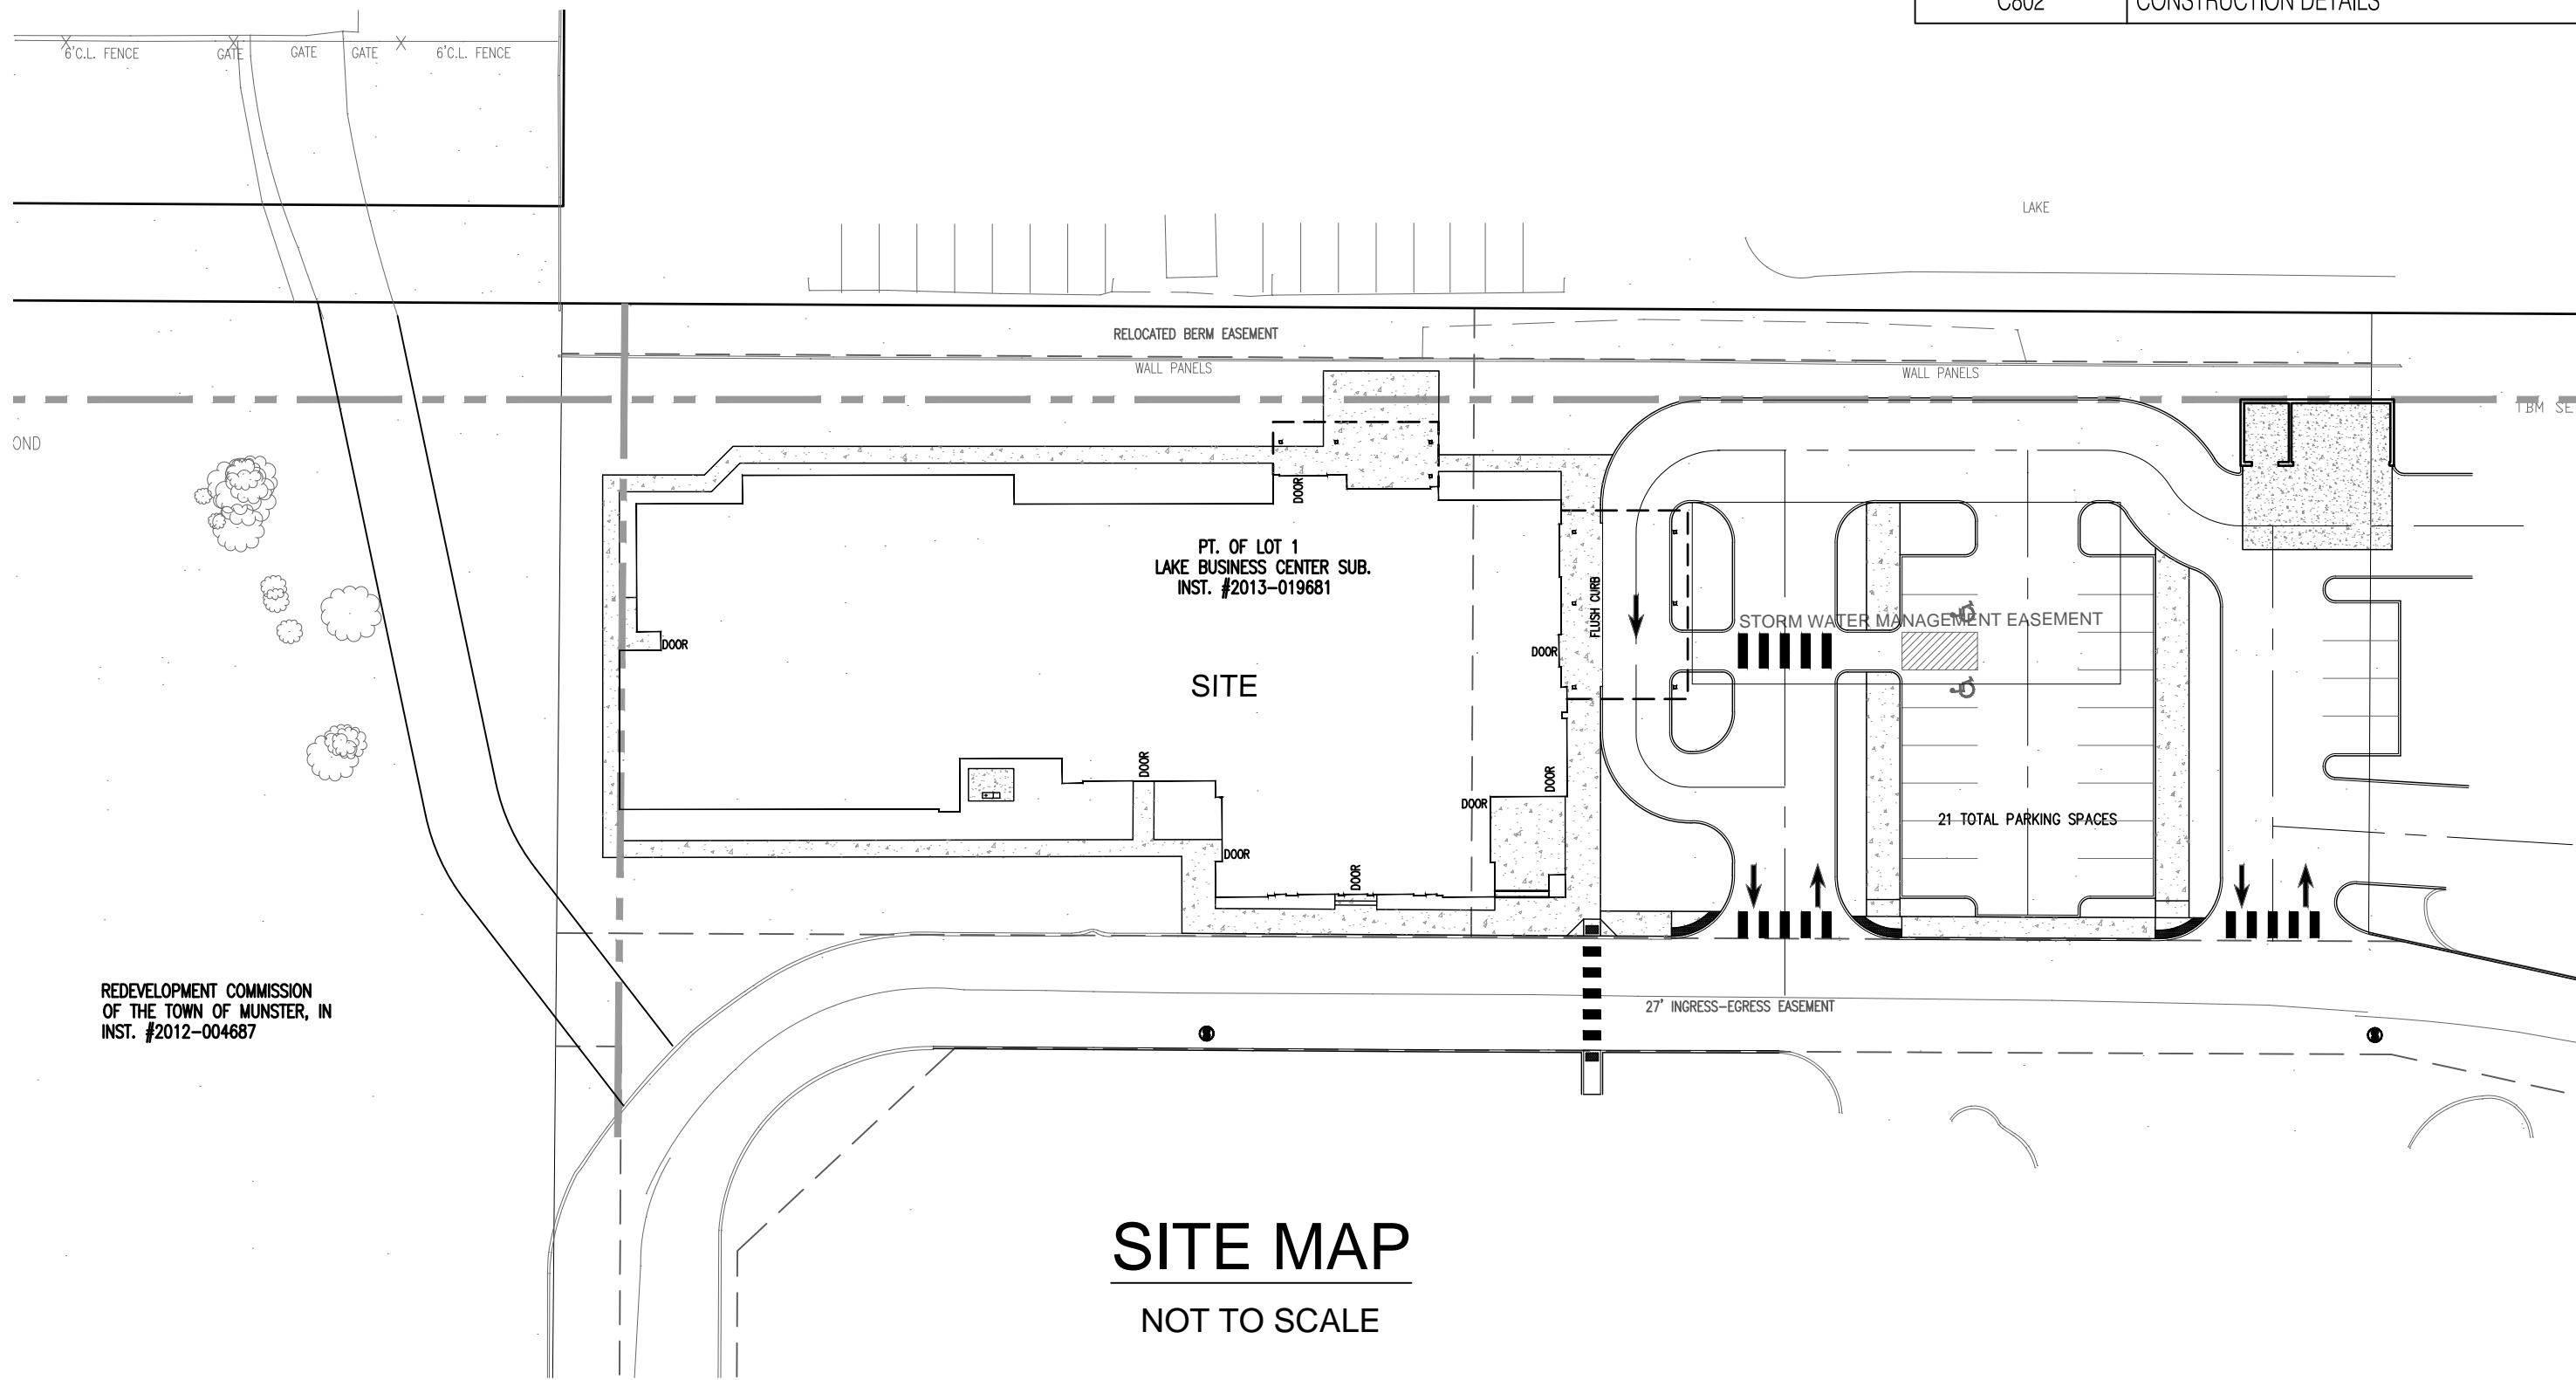 C802 CONSTRUCTION DETAILS
6'C.L. FENCE
GATE
GATE
GATE
6'C.L. FENCE
LAKE
RELOCATED BERM EASEMENT
WALL PANELS
WALL PANELS
TBM SE
OND
DOOR
PT. OF LOT 1
LAKE BUSINESS CENTER SUB.
INST. #2013-019681
FLUSH CURB
STORM WATER MANAGEMENT EASEMENT
DOOR
DOOR
SITE
DOOR
DOOR
DOOR
21 TOTAL PARKING SPACES
DOOR
DOOR
REDEVELOPMENT COMMISSION
OF THE TOWN OF MUNSTER, IN
INST. #2012-004687
27' INGRESS-EGRESS EASEMENT
SITE MAP
NOT TO SCALE